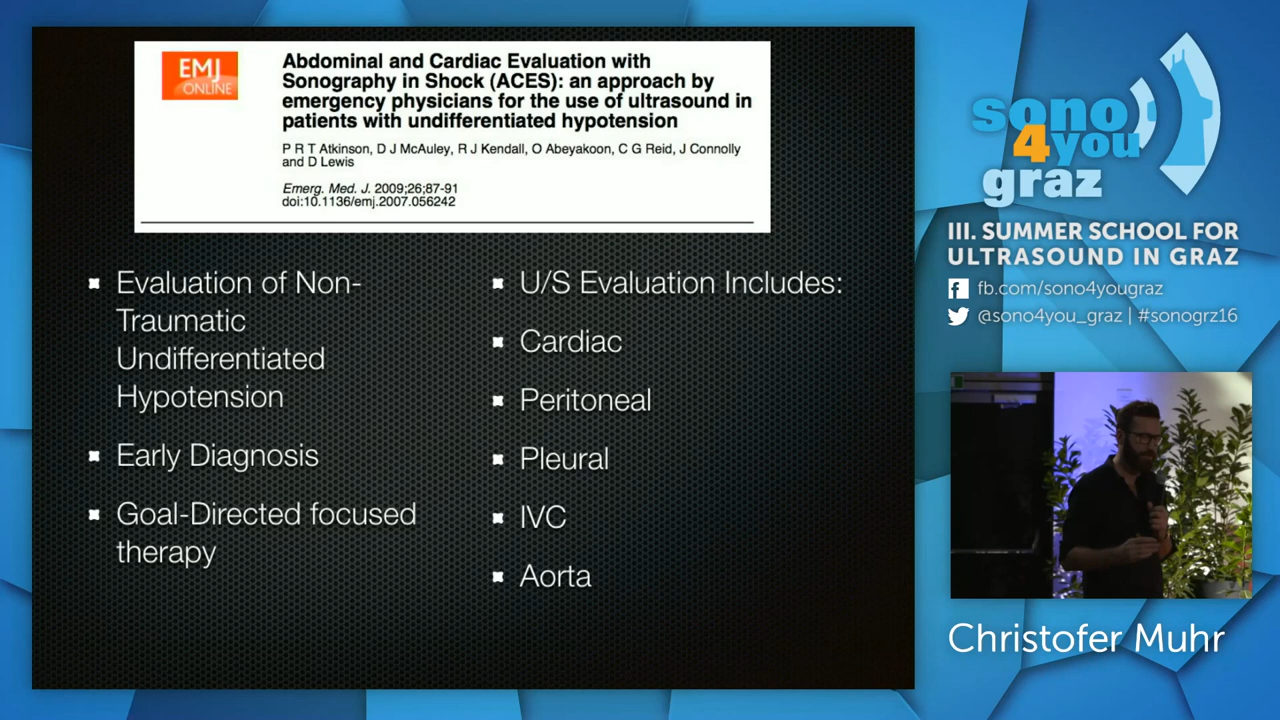 EMJ
ONLINE
Abdominal and Cardiac Evaluation with
Sonography in Shock (ACES): an approach by
emergency physicians for the use of ultrasound in
patients with undifferentiated hypotension
P R T Atkinson, D J McAuley, R J Kendall, O Abeyakoon, C G Reid, J Connolly
and D Lewis
Emerg. Med. J. 2009;26;87-91
doi:10.1136/emj.2007.056242
Evaluation of Non-
Traumatic
Undifferentiated
Hypotension
Early Diagnosis
Goal-Directed focused
therapy
U/S Evaluation Includes:
Cardiac
Peritoneal
Pleural
IVC
Aorta
sono
4you
graz
III. SUMMER SCHOOL FOR
ULTRASOUND IN GRAZ
fb.com/sono4yougraz
@sono4you_graz | #sonogrz16
Christofer Muhr